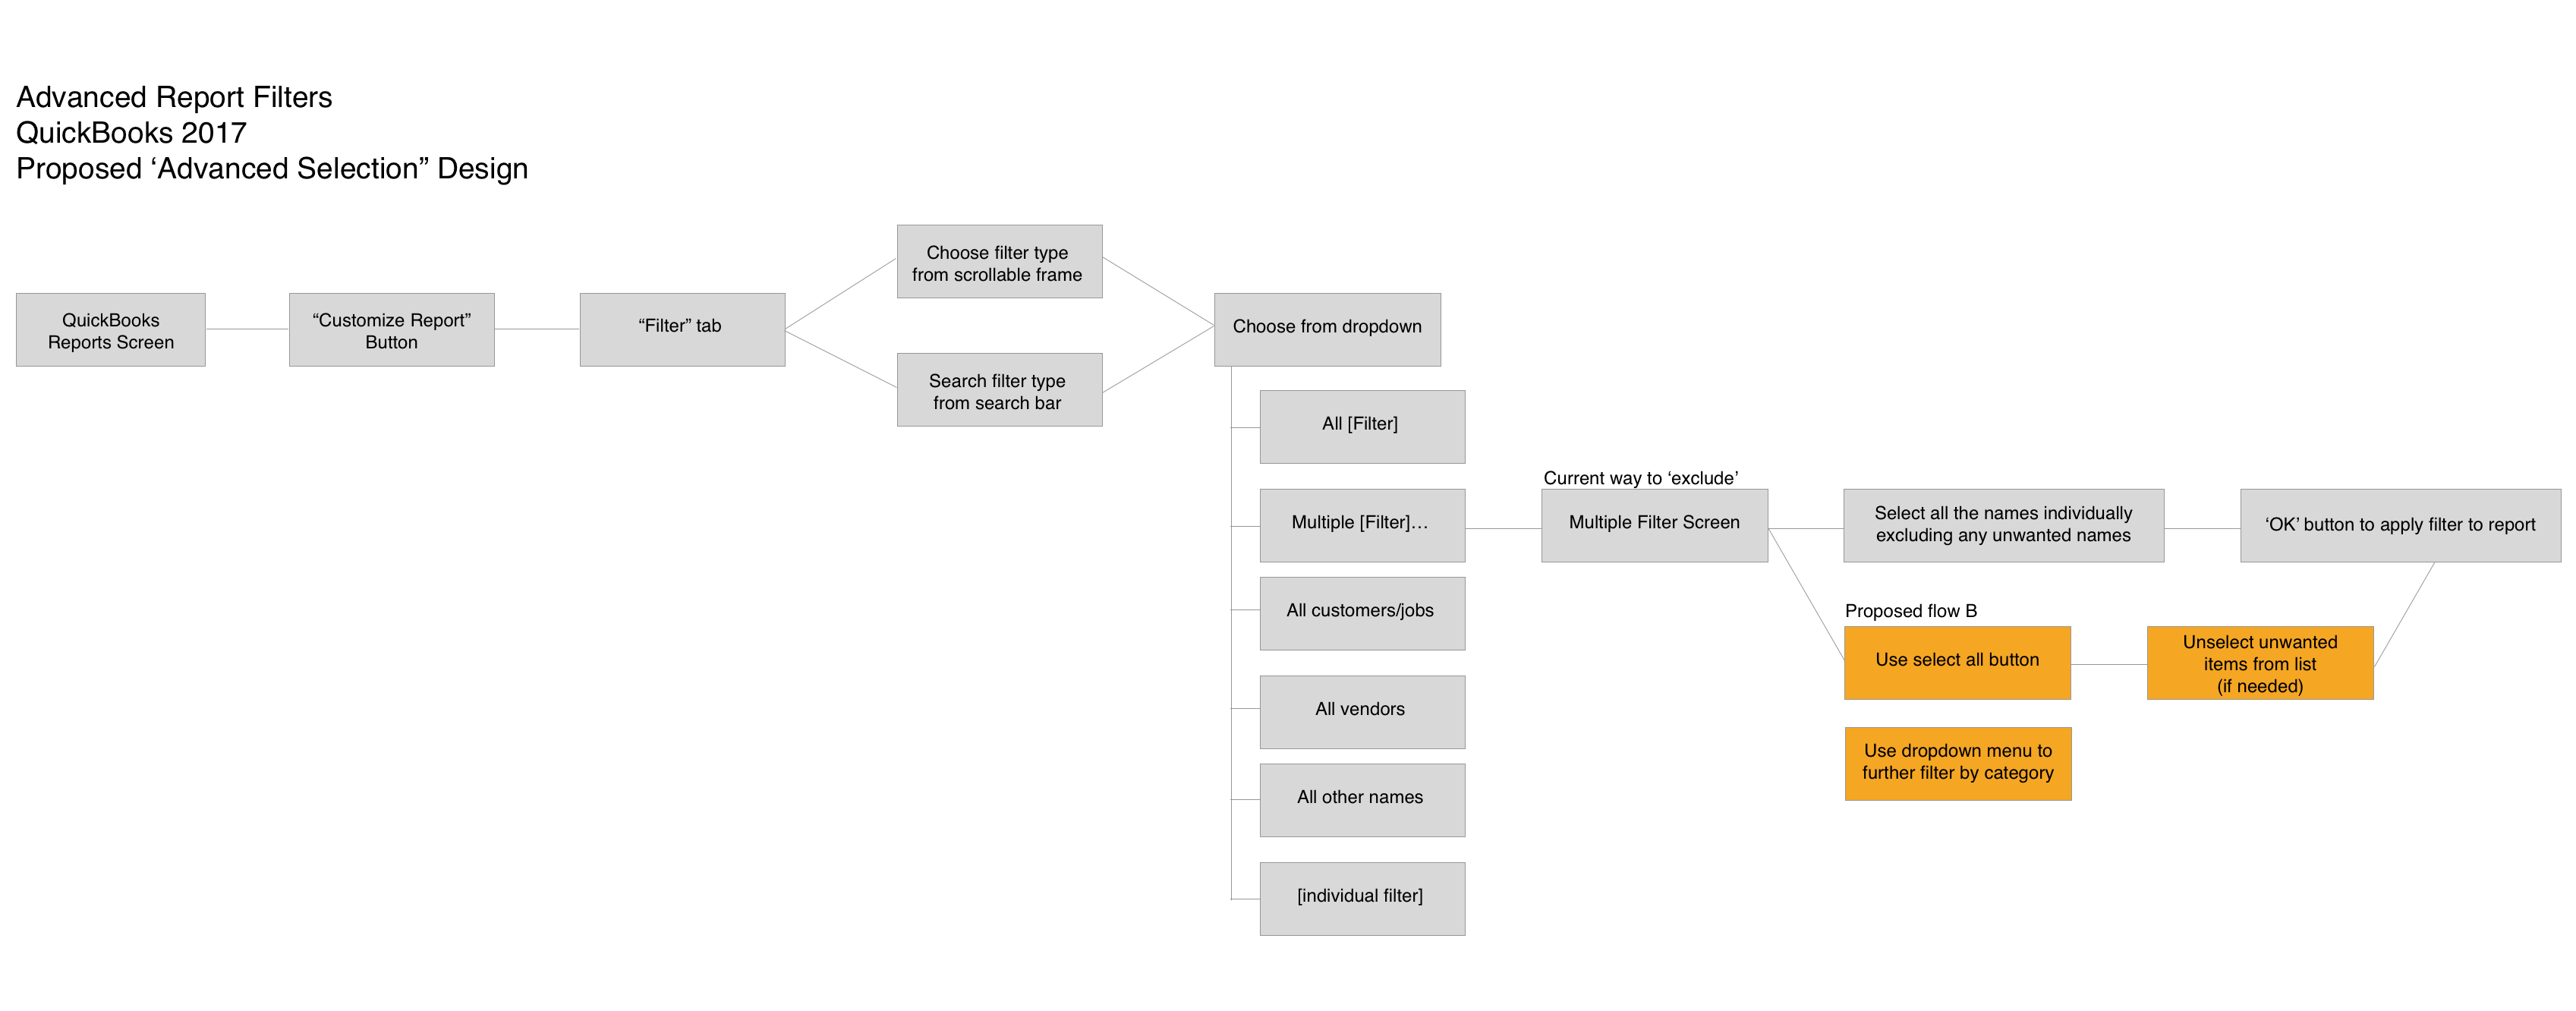 Advanced Report Filters
QuickBooks 2017
Proposed ‘Advanced Selection” Design
QuickBooks
Reports Screen
“Customize Report”
Button
“Filter” tab
Choose filter type
from scrollable frame
Search filter type
from search bar
Choose from dropdown
All [Filter]
Multiple [Filter]…
All customers/jobs
All vendors
All other names
[individual filter]
Current way to ‘exclude’
Multiple Filter Screen
Select all the names individually
excluding any unwanted names
‘OK’ button to apply filter to report
Proposed flow B
Use select all button
Unselect unwanted
items from list
(if needed)
Use dropdown menu to
further filter by category